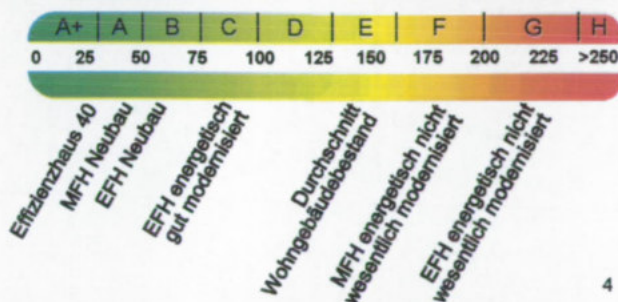 A+ A B C D E F G H
0 25 50 75 100 125 150 175 200 225 >250
Effizienzhaus 40
MFH Neubau
EFH Neubau
EFH energetisch
gut modernisiert
Durchschnitt
Wohngebäudebestand
MFH energetisch nicht
wesentlich modernisiert
EFH energetisch nicht
wesentlich modernisiert
4